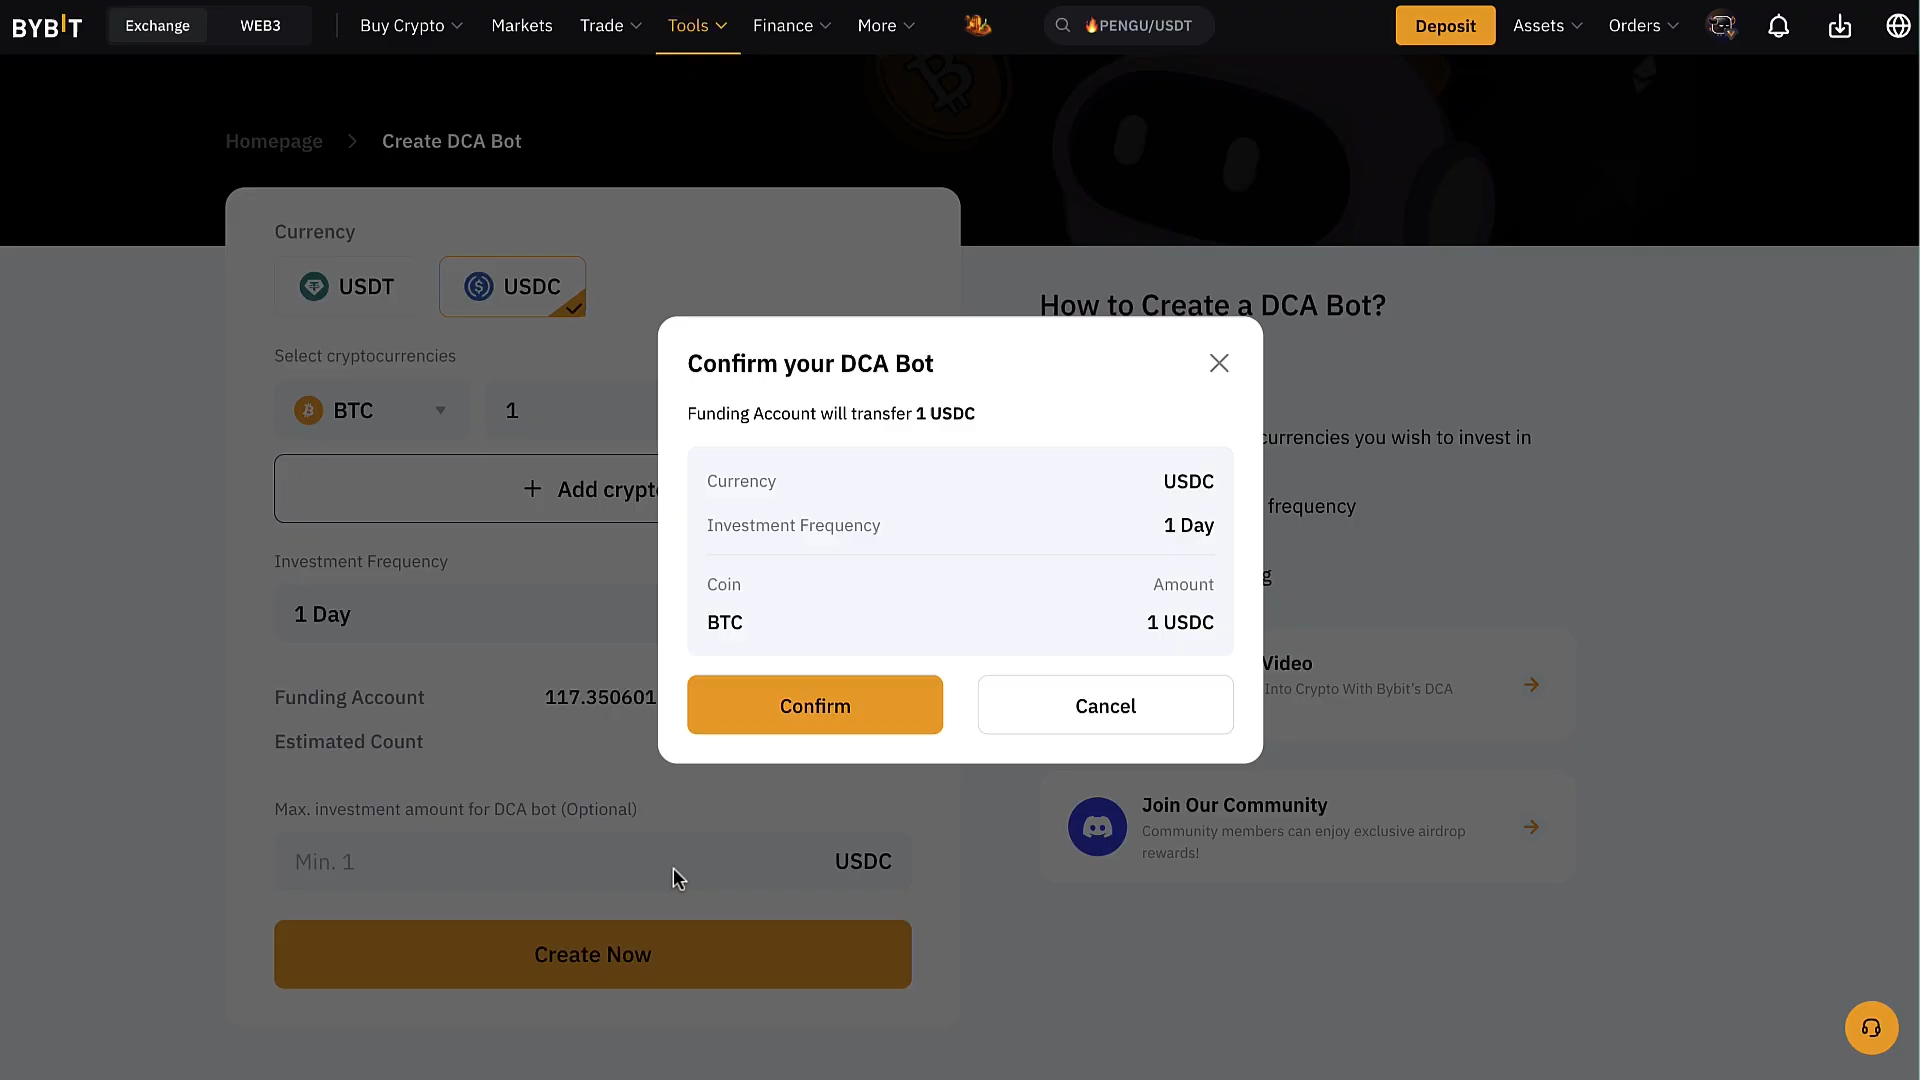 BYBIT
Exchange
WEB3
Buy Crypto
Markets
Trade
Tools
Finance
More
PENGU/USDT
Deposit
Assets
Orders
Homepage
Create DCA Bot
Currency
USDT
USDC
Select cryptocurrencies
BTC
1
Add crypto
Investment Frequency
1 Day
Funding Account
117.350601
Estimated Count
Max. investment amount for DCA bot (Optional)
Min. 1
USDC
Create Now
How to Create a DCA Bot?
currencies you wish to invest in
frequency
g
Video
Into Crypto With Bybit's DCA
Join Our Community
Community members can enjoy exclusive airdrop
rewards!
Confirm your DCA Bot
Funding Account will transfer 1 USDC
Currency
USDC
Investment Frequency
1 Day
Coin
Amount
BTC
1 USDC
Confirm
Cancel